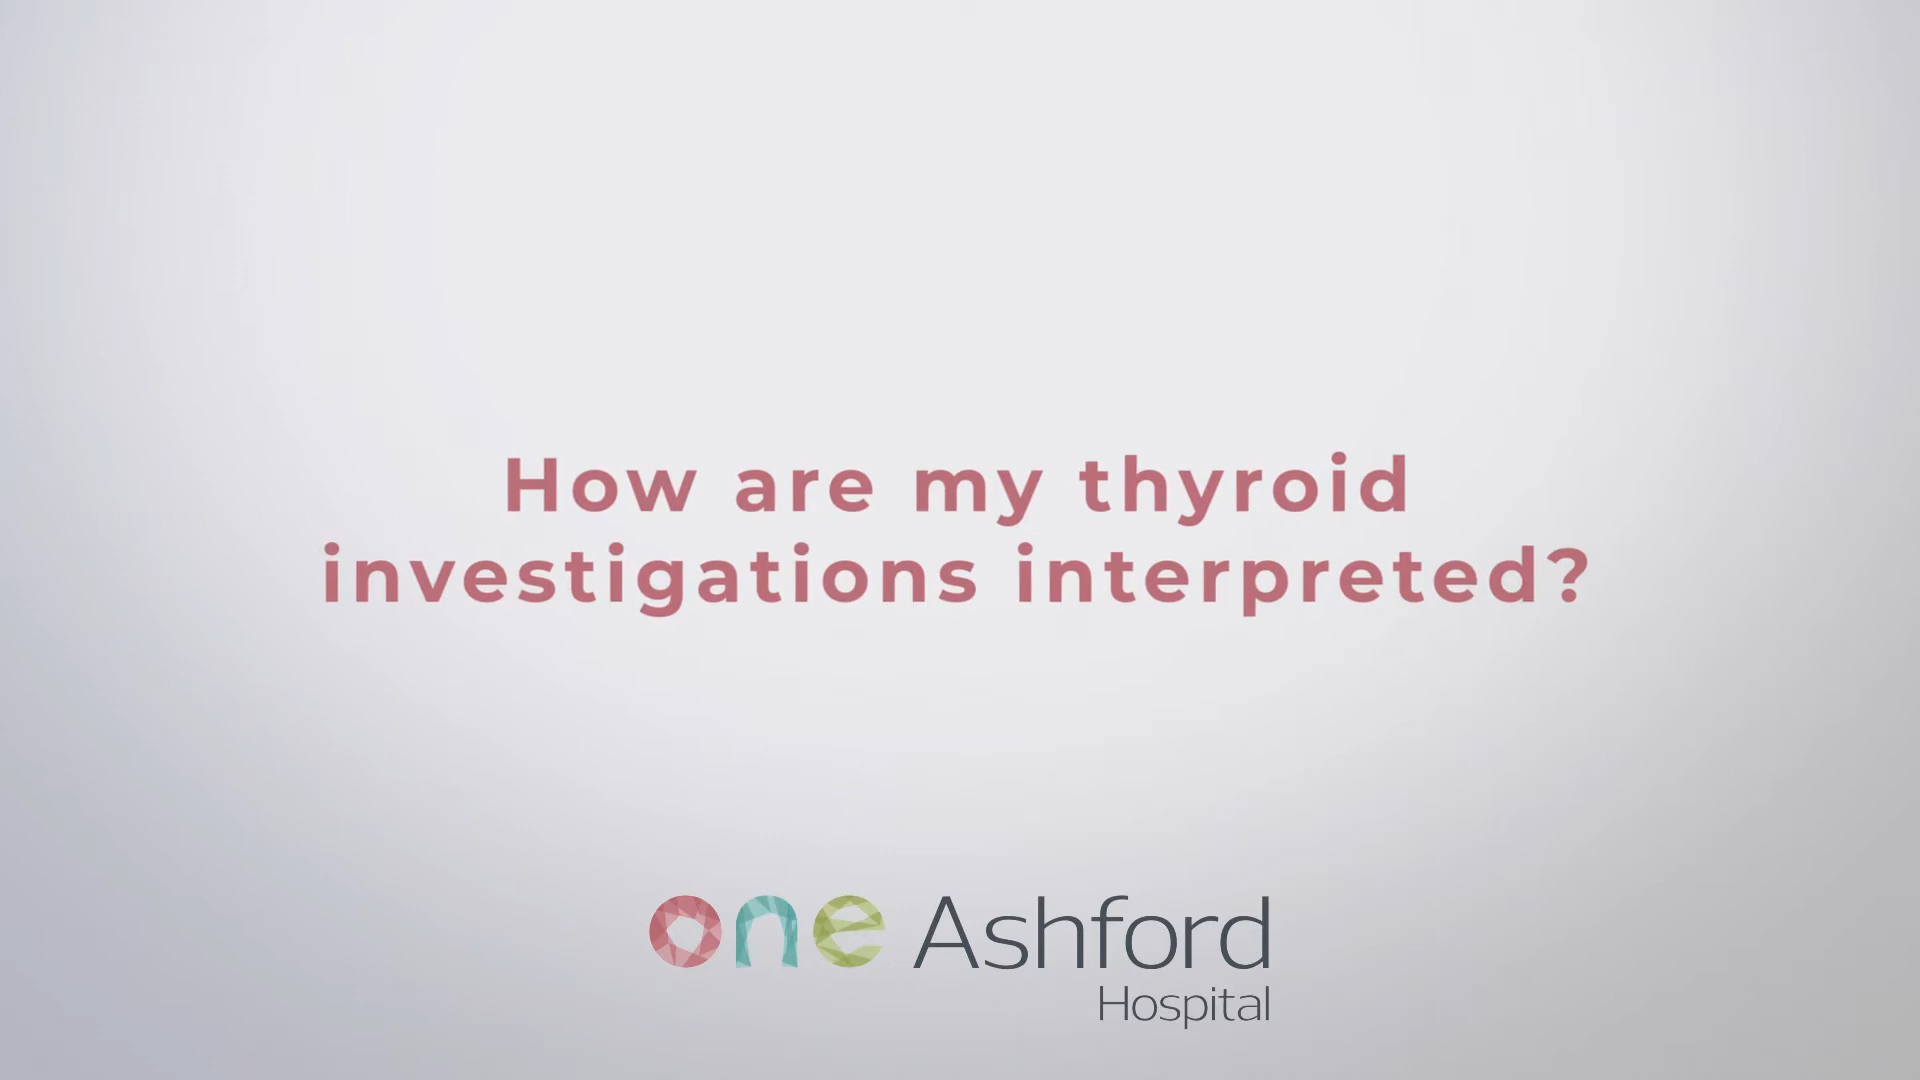 How are my thyroid
investigations interpreted?
one Ashford
Hospital